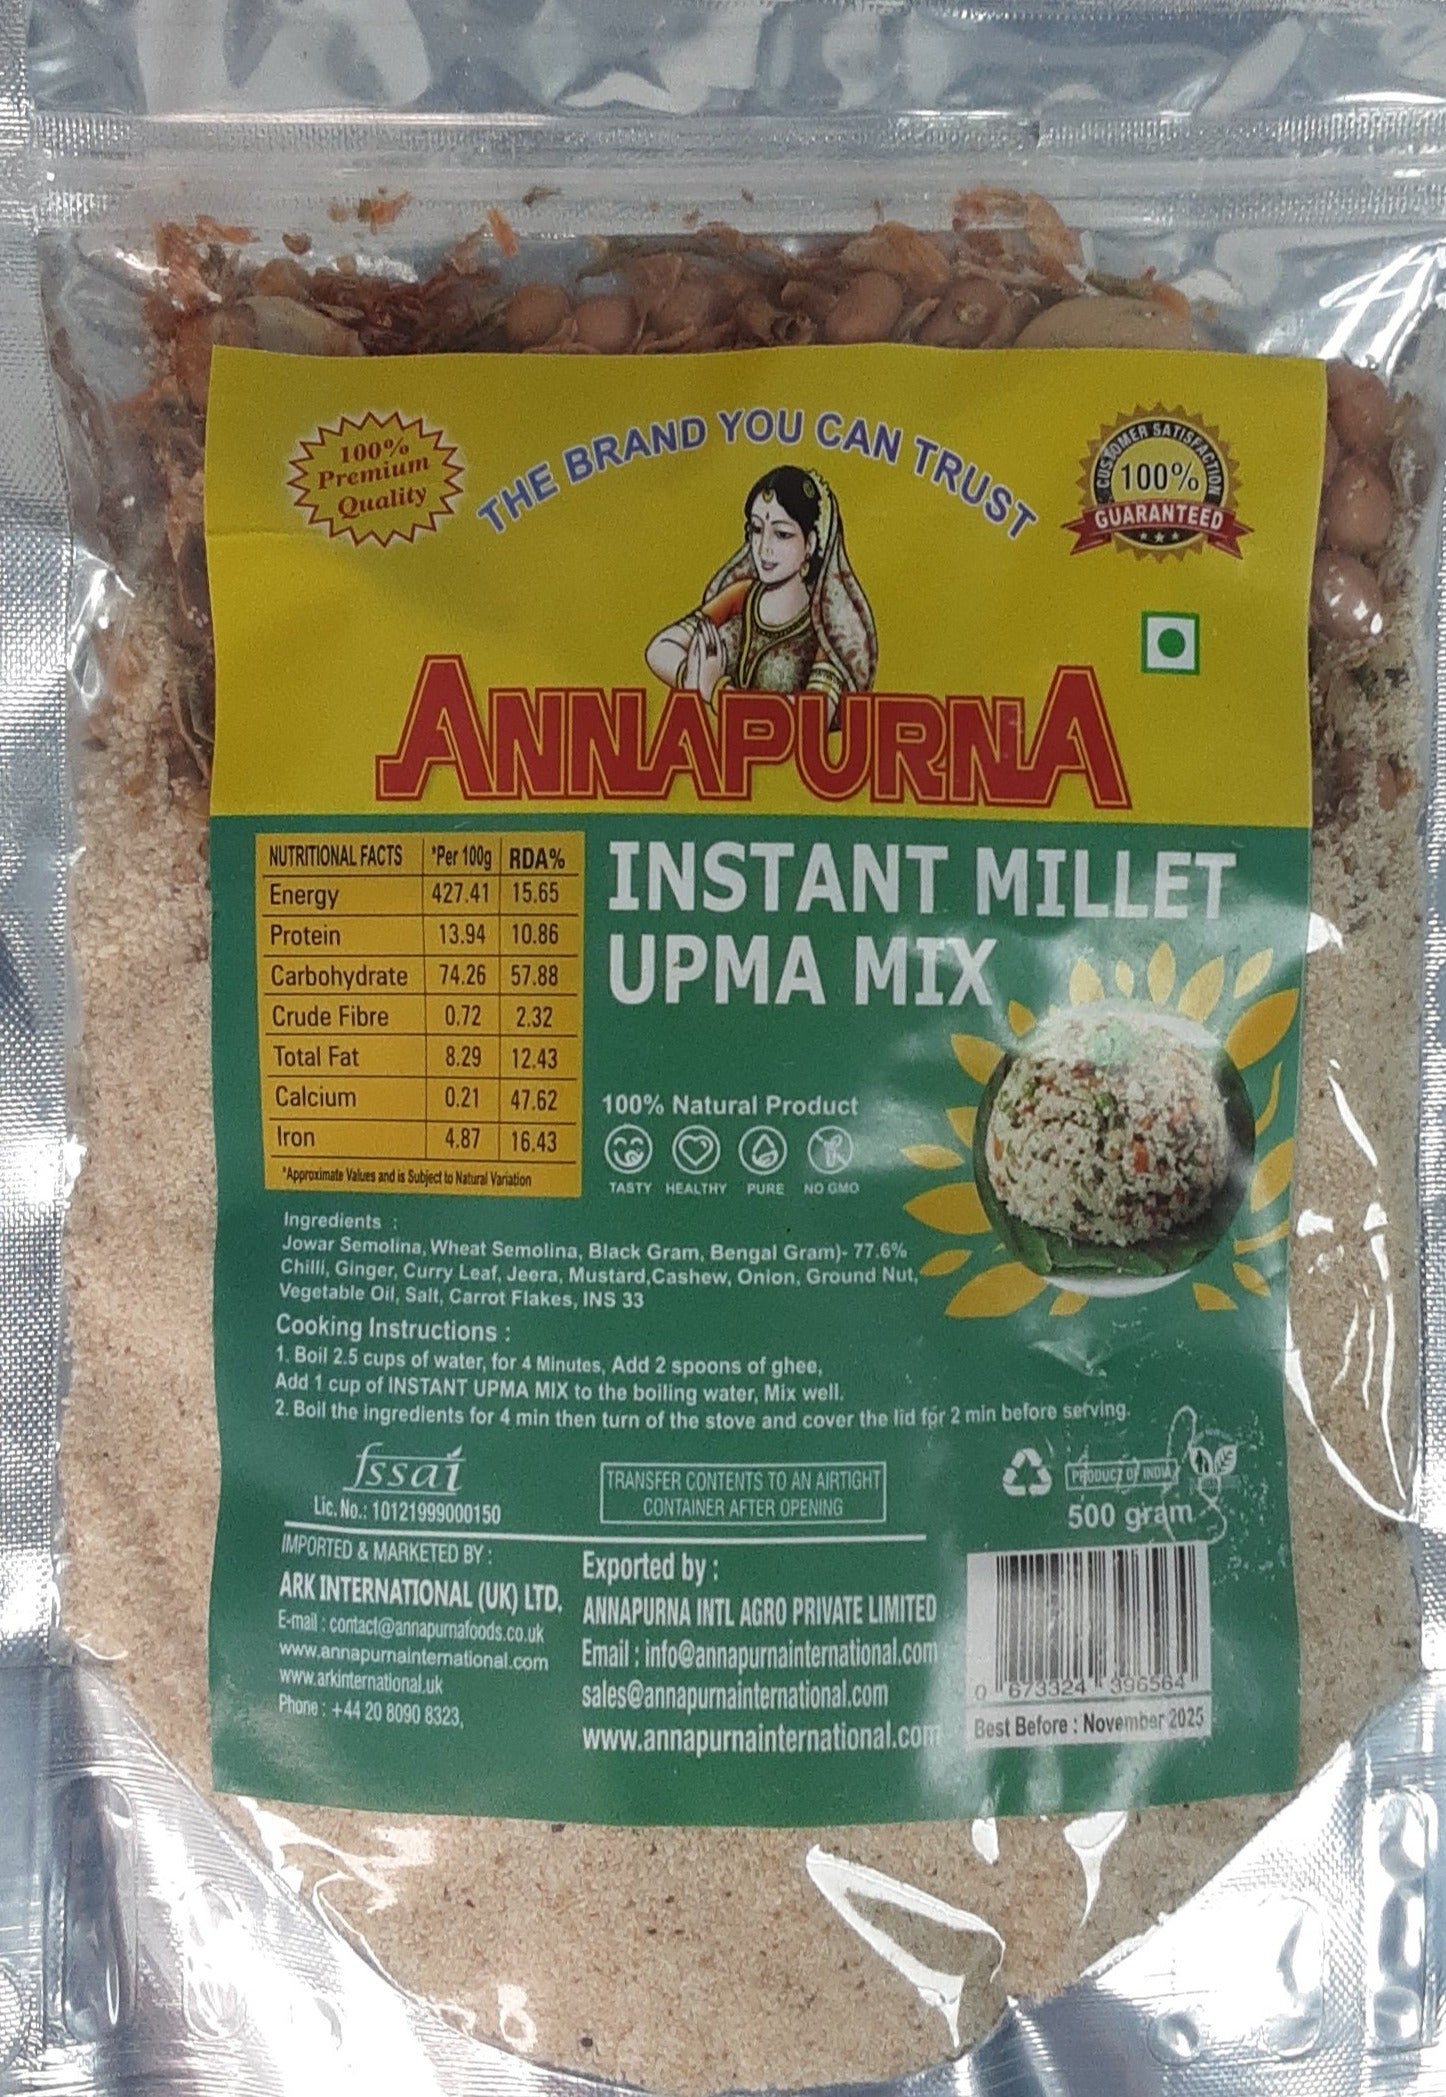 100%
Premium
Quality
THE BRAND YOU CAN TRUST
CUSTOMER SATISFACTION
100%
GUARANTEED
ANNAPURNA
INSTANT MILLET
UPMA MIX
NUTRITIONAL FACTS *Per 100g RDA%
Energy 427.41 15.65
Protein 13.94 10.86
Carbohydrate 74.26 57.88
Crude Fibre 0.72 2.32
Total Fat 8.29 12.43
Calcium 0.21 47.62
Iron 4.87 16.43
*Approximate Values and is Subject to Natural Variation
100% Natural Product
TASTY HEALTHY PURE NO GMO
Ingredients :
Jowar Semolina, Wheat Semolina, Black Gram, Bengal Gram)- 77.6%
Chilli, Ginger, Curry Leaf, Jeera, Mustard,Cashew, Onion, Ground Nut,
Vegetable Oil, Salt, Carrot Flakes, INS 33
Cooking Instructions :
1. Boil 2.5 cups of water, for 4 Minutes, Add 2 spoons of ghee,
Add 1 cup of INSTANT UPMA MIX to the boiling water, Mix well.
2. Boil the ingredients for 4 min then turn of the stove and cover the lid for 2 min before serving.
fssai
Lic. No.: 10121999000150
TRANSFER CONTENTS TO AN AIRTIGHT
CONTAINER AFTER OPENING
PRODUCT OF INDIA
500 gram
IMPORTED & MARKETED BY :
ARK INTERNATIONAL (UK) LTD.
E-mail : contact@annapurnafoods.co.uk
www.annapurnainternational.com
www.arkinternational.uk
Phone : +44 20 8090 8323,
Exported by :
ANNAPURNA INTL AGRO PRIVATE LIMITED
Email : info@annapurnainternational.com
sales@annapurnainternational.com
www.annapurnainternational.com
0 673324 396564
Best Before : November 2025